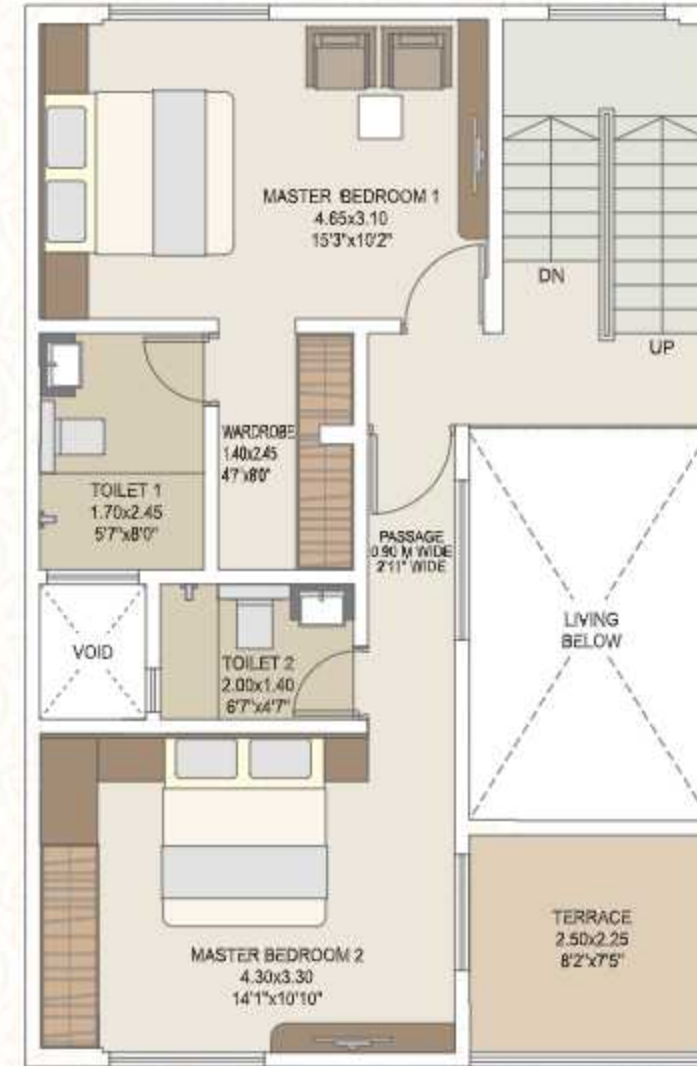 MASTER BEDROOM 1
4.65x3.10
15'3"x10'2"
DN
UP
WARDROBE
1.40x2.45
4'7"x8'0"
TOILET 1
1.70x2.45
5'7"x8'0"
PASSAGE
0.90 M WIDE
2'11" WIDE
VOID
TOILET 2
2.00x1.40
6'7"x4'7"
LIVING
BELOW
MASTER BEDROOM 2
4.30x3.30
14'1"x10'10"
TERRACE
2.50x2.25
8'2"x7'5"